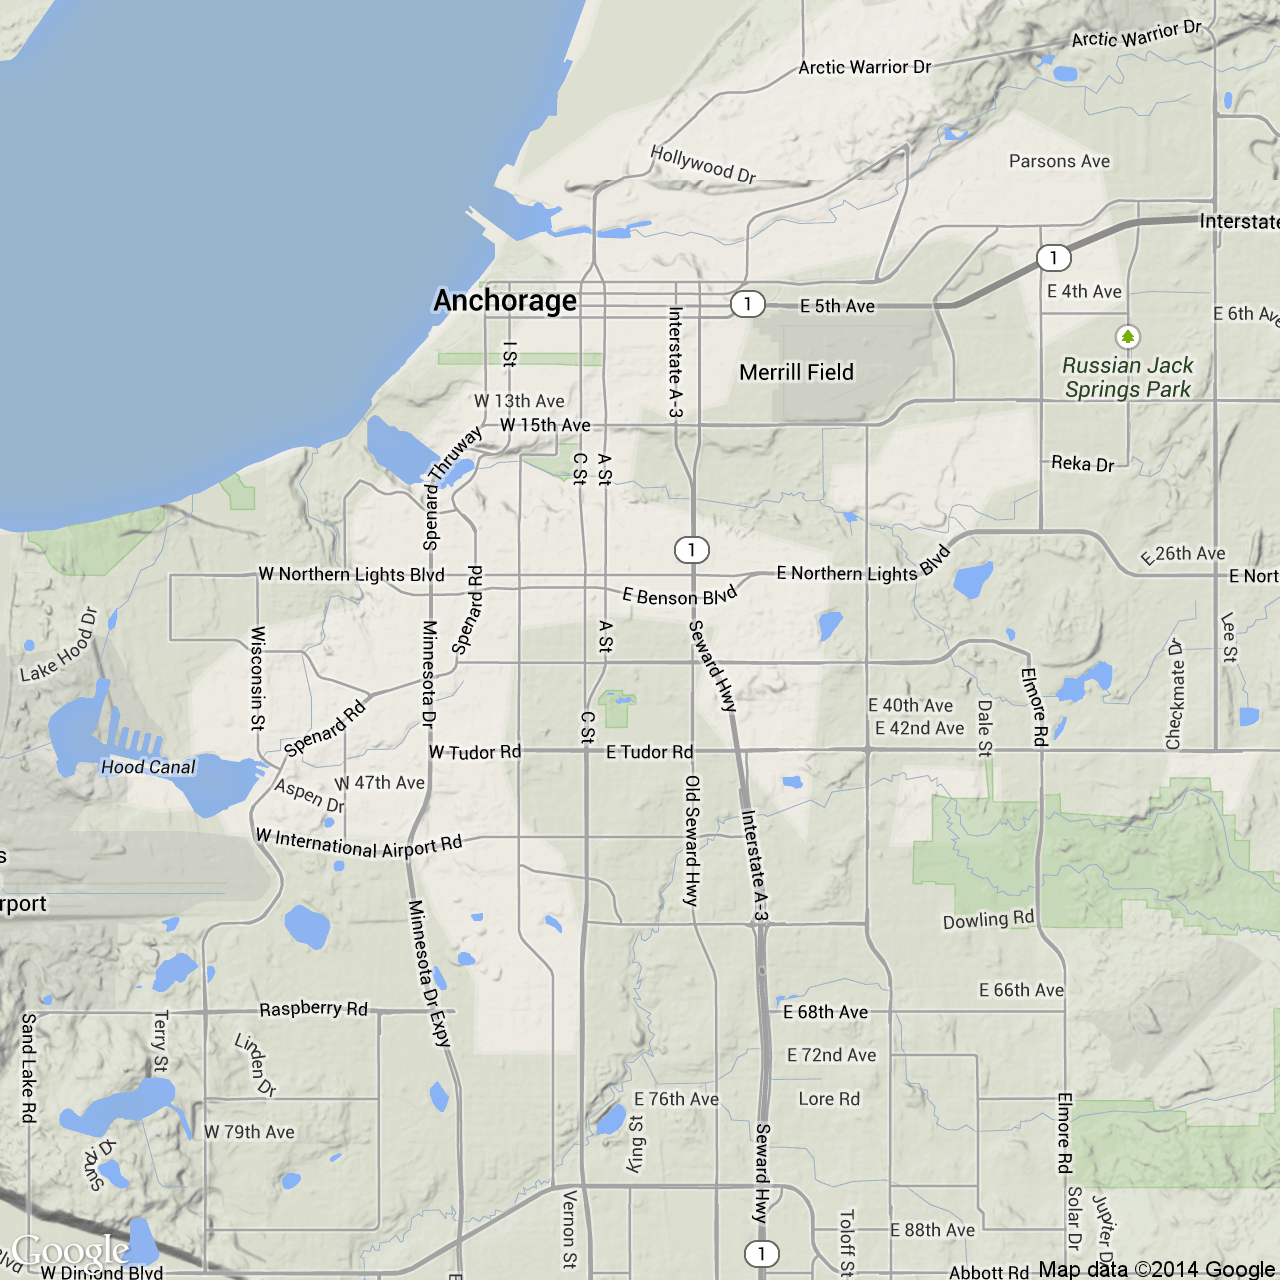 Arctic Warrior Dr
Arctic Warrior Dr
Hollywood Dr
Parsons Ave
Interstate
1
E 4th Ave
Anchorage
1
E 5th Ave
E 6th Av
I St
Interstate A-3
Merrill Field
Russian Jack
Springs Park
W 13th Ave
W 15th Ave
Thruway
C St
A St
Reka Dr
Spenard
1
E 26th Ave
W Northern Lights Blvd
E Northern Lights Blvd
E Nort
E Benson Blvd
Spenard Rd
Lake Hood Dr
Wisconsin St
Minnesota Dr
A St
Seward Hwy
Lee St
Checkmate Dr
Elmore Rd
Dale St
E 40th Ave
E 42nd Ave
Spenard Rd
C St
W Tudor Rd
E Tudor Rd
Hood Canal
Aspen Dr
W 47th Ave
Old Seward Hwy
Interstate A-3
W International Airport Rd
s
rport
Minnesota Dr Expy
Dowling Rd
E 66th Ave
Raspberry Rd
E 68th Ave
Sand Lake Rd
Terry St
Linden Dr
E 72nd Ave
E 76th Ave
Lore Rd
King St
Elmore Rd
W 79th Ave
Seward Hwy
Vernon St
Toloff St
E 88th Ave
Solar Dr
Jupiter D
1
Google
lvd
W Dimond Blvd
E
Abbott Rd
Map data ©2014 Google